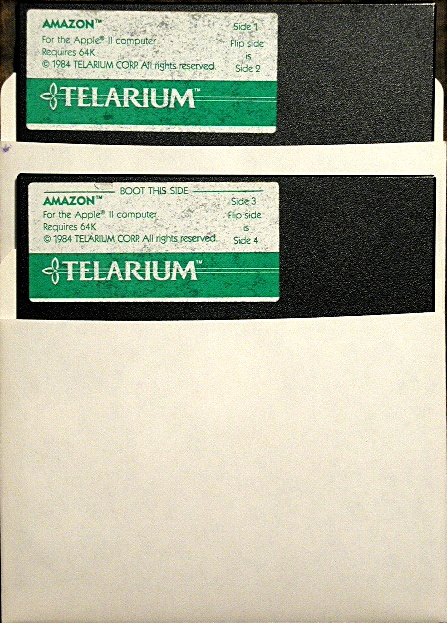 AMAZON™
For the Apple® II computer
Requires 64K
© 1984 TELARIUM CORP. All rights reserved.
Side 1
Flip side
is
Side 2
TELARIUM™
BOOT THIS SIDE
AMAZON™
For the Apple® II computer
Requires 64K
© 1984 TELARIUM CORP. All rights reserved.
Side 3
Flip side
is
Side 4
TELARIUM™